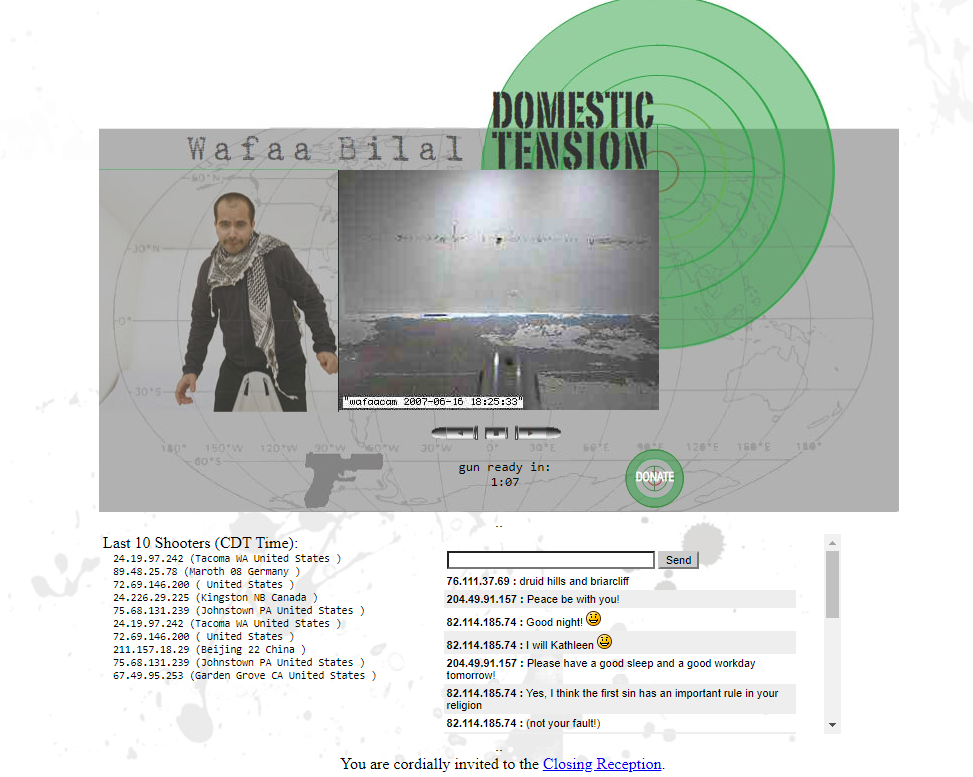 DOMESTIC
TENSION
Wafaa Bilal
60°N
30°N
0°
30°S
"wafaacam 2007-06-16 18:25:33"
180° 150°W 120°W 90°W 60°W 30°W 0° 30°E 60°E 90°E 120°E 150°E 180°
60°S
gun ready in:
1:07
DONATE
..
Last 10 Shooters (CDT Time):
24.19.97.242 (Tacoma WA United States )
89.48.25.78 (Maroth 08 Germany )
72.69.146.200 ( United States )
24.226.29.225 (Kingston NB Canada )
75.68.131.239 (Johnstown PA United States )
24.19.97.242 (Tacoma WA United States )
72.69.146.200 ( United States )
211.157.18.29 (Beijing 22 China )
75.68.131.239 (Johnstown PA United States )
67.49.95.253 (Garden Grove CA United States )
Send
76.111.37.69 : druid hills and briarcliff
204.49.91.157 : Peace be with you!
82.114.185.74 : Good night!
82.114.185.74 : I will Kathleen
204.49.91.157 : Please have a good sleep and a good workday
tomorrow!
82.114.185.74 : Yes, I think the first sin has an important rule in your
religion
82.114.185.74 : (not your fault!)
..
You are cordially invited to the Closing Reception.